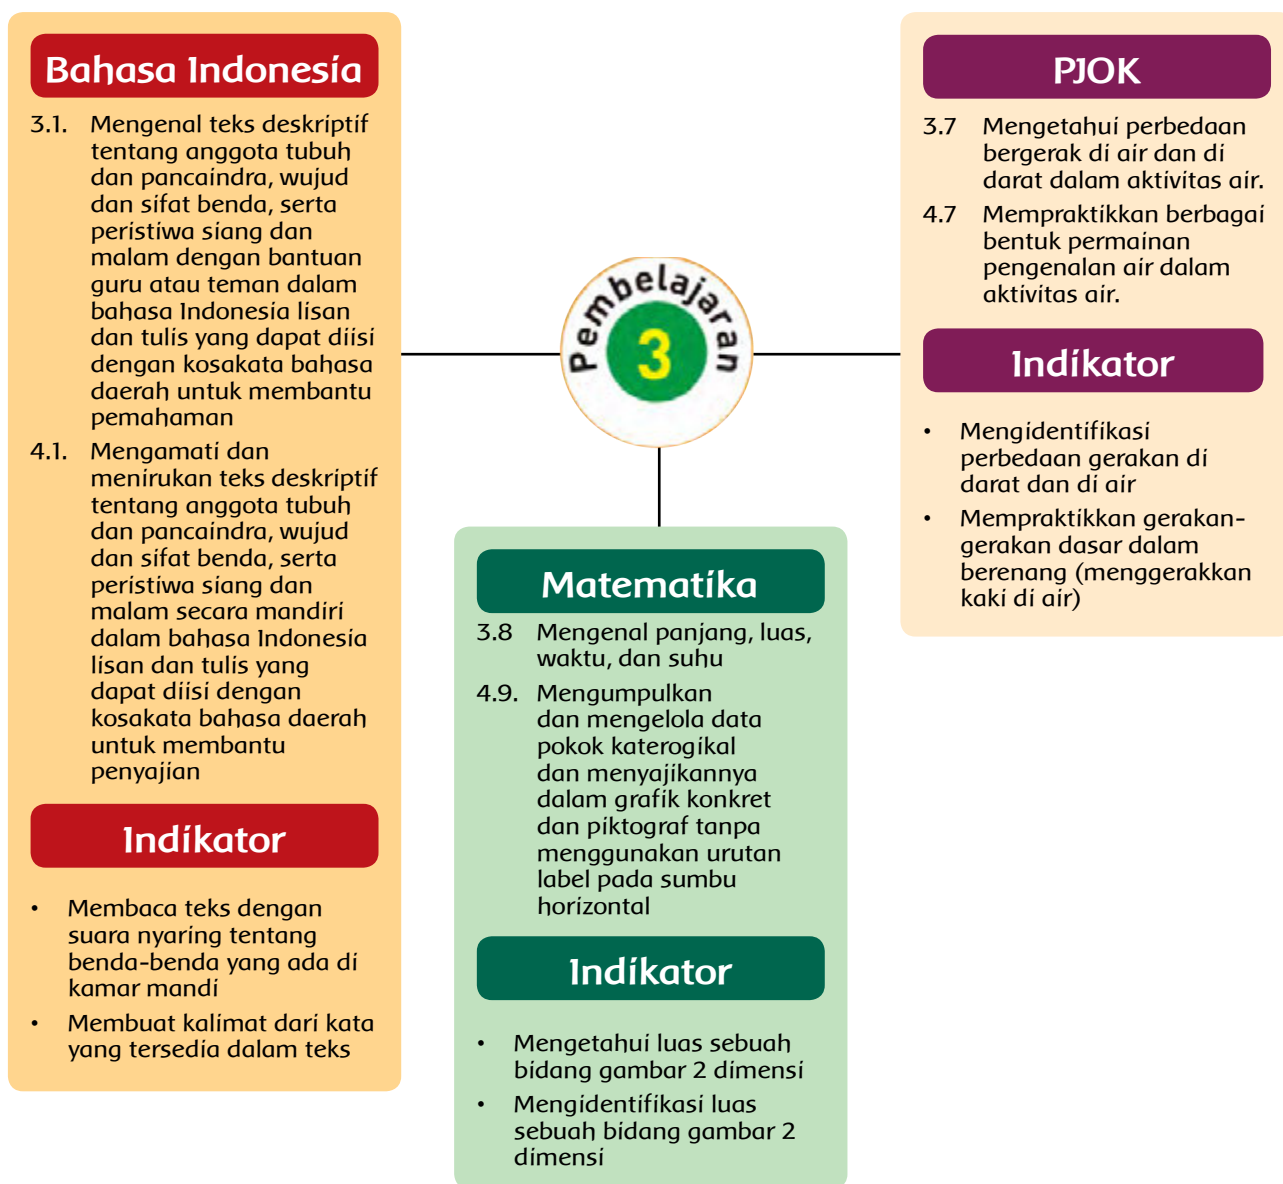 Bahasa Indonesia
3.1. Mengenal teks deskriptif
tentang anggota tubuh
dan pancaindra, wujud
dan sifat benda, serta
peristiwa siang dan
malam dengan bantuan
guru atau teman dalam
bahasa Indonesia lisan
dan tulis yang dapat diisi
dengan kosakata bahasa
daerah untuk membantu
pemahaman
4.1. Mengamati dan
menirukan teks deskriptif
tentang anggota tubuh
dan pancaindra, wujud
dan sifat benda, serta
peristiwa siang dan
malam secara mandiri
dalam bahasa Indonesia
lisan dan tulis yang
dapat diisi dengan
kosakata bahasa daerah
untuk membantu
penyajian
Indikator
• Membaca teks dengan
suara nyaring tentang
benda-benda yang ada di
kamar mandi
• Membuat kalimat dari kata
yang tersedia dalam teks
Pembelajaran
3
Matematika
3.8 Mengenal panjang, luas,
waktu, dan suhu
4.9. Mengumpulkan
dan mengelola data
pokok katerogikal
dan menyajikannya
dalam grafik konkret
dan piktograf tanpa
menggunakan urutan
label pada sumbu
horizontal
Indikator
• Mengetahui luas sebuah
bidang gambar 2 dimensi
• Mengidentifikasi luas
sebuah bidang gambar 2
dimensi
PJOK
3.7 Mengetahui perbedaan
bergerak di air dan di
darat dalam aktivitas air.
4.7 Mempraktikkan berbagai
bentuk permainan
pengenalan air dalam
aktivitas air.
Indikator
• Mengidentifikasi
perbedaan gerakan di
darat dan di air
• Mempraktikkan gerakan-
gerakan dasar dalam
berenang (menggerakkan
kaki di air)